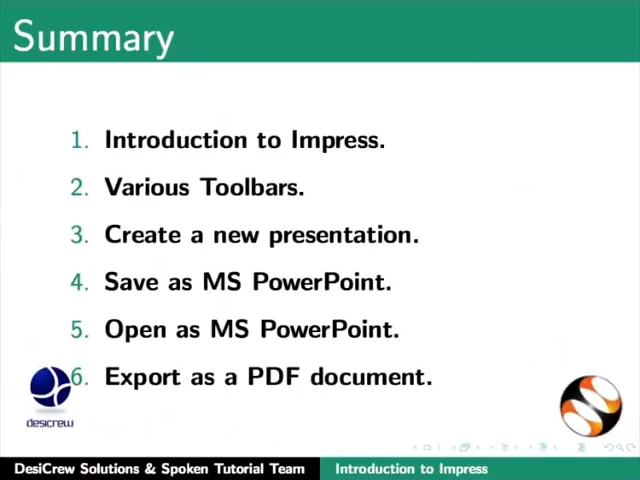 Summary
1. Introduction to Impress.
2. Various Toolbars.
3. Create a new presentation.
4. Save as MS PowerPoint.
5. Open as MS PowerPoint.
6. Export as a PDF document.
desicrew
DesiCrew Solutions & Spoken Tutorial Team Introduction to Impress